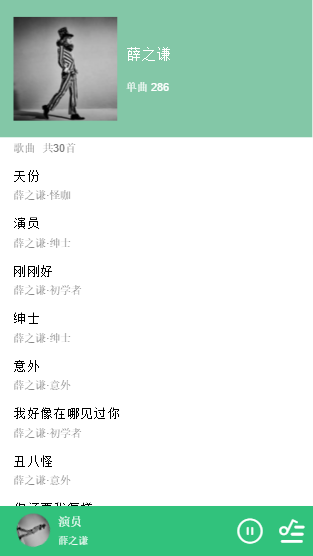 薛之谦
单曲 286
歌曲 共30首
天份
薛之谦·怪咖
演员
薛之谦·绅士
刚刚好
薛之谦·初学者
绅士
薛之谦·绅士
意外
薛之谦·意外
我好像在哪见过你
薛之谦·初学者
丑八怪
薛之谦·意外
演员
薛之谦